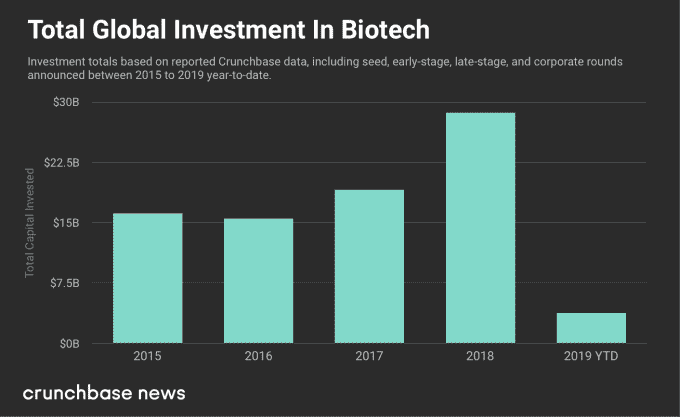 Total Global Investment In Biotech
Investment totals based on reported Crunchbase data, including seed, early-stage, late-stage, and corporate rounds
announced between 2015 to 2019 year-to-date.
$30B
$22.5B
$15B
$7.5B
$0B
Total Capital Invested
2015 2016 2017 2018 2019 YTD
crunchbase news